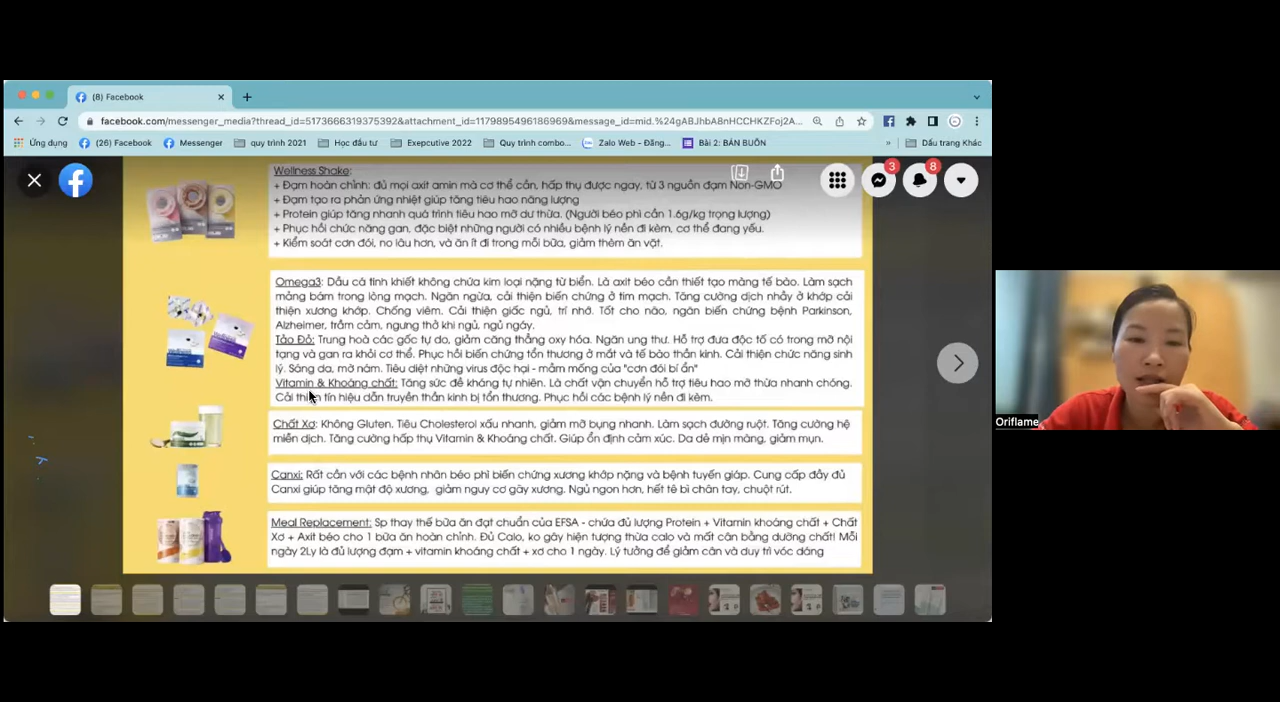 (8) Facebook
facebook.com/messenger_media?thread_id=5173666319375392&attachment_id=1179895496186969&message_id=mid.%24gABJhbA8nHCCHKZFoj2A...
Ứng dụng
(26) Facebook
Messenger
quy trình 2021
Học đầu tư
Exepcutive 2022
Quy trình combo...
Zalo Web - Đăng...
Bài 2: BÁN BUÔN
»
Dấu trang Khác
3
8
Wellness Shake:
+ Đạm hoàn chỉnh: đủ mọi axit amin mà cơ thể cần, hấp thụ được ngay, từ 3 nguồn đạm Non-GMO
+ Đạm tạo ra phản ứng nhiệt giúp tăng tiêu hao năng lượng
+ Protein giúp tăng nhanh quá trình tiêu hao mỡ dư thừa. (Người béo phì cần 1.6g/kg trọng lượng)
+ Phục hồi chức năng gan, đặc biệt những người có nhiều bệnh lý nền đi kèm, cơ thể đang yếu.
+ Kiểm soát cơn đói, no lâu hơn, và ăn ít đi trong mỗi bữa, giảm thèm ăn vặt.
Omega3: Dầu cá tinh khiết không chứa kim loại nặng từ biển. Là axit béo cần thiết tạo màng tế bào. Làm sạch
mảng bám trong lòng mạch. Ngăn ngừa, cải thiện biến chứng ở tim mạch. Tăng cường dịch nhầy ở khớp cải
thiện xương khớp. Chống viêm. Cải thiện giấc ngủ, trí nhớ. Tốt cho não, ngăn biến chứng bệnh Parkinson,
Alzheimer, trầm cảm, ngưng thở khi ngủ, ngủ ngáy.
Tảo Đỏ: Trung hoà các gốc tự do, giảm căng thẳng oxy hóa. Ngăn ung thư. Hỗ trợ đưa độc tố có trong mỡ nội
tạng và gan ra khỏi cơ thể. Phục hồi biến chứng tổn thương ở mắt và tế bào thần kinh. Cải thiện chức năng sinh
lý. Sáng da, mờ nám. Tiêu diệt những virus độc hại - mầm mống của "cơn đói bí ẩn"
Vitamin & Khoáng chất: Tăng sức đề kháng tự nhiên. Là chất vận chuyển hỗ trợ tiêu hao mỡ thừa nhanh chóng.
Cải thiện tín hiệu dẫn truyền thần kinh bị tổn thương. Phục hồi các bệnh lý nền đi kèm.
Chất Xơ: Không Gluten. Tiêu Cholesterol xấu nhanh, giảm mỡ bụng nhanh. Làm sạch đường ruột. Tăng cường hệ
miễn dịch. Tăng cường hấp thụ Vitamin & Khoáng chất. Giúp ổn định cảm xúc. Da dẻ mịn màng, giảm mụn.
Canxi: Rất cần với các bệnh nhân béo phì biến chứng xương khớp nặng và bệnh tuyến giáp. Cung cấp đầy đủ
Canxi giúp tăng mật độ xương, giảm nguy cơ gãy xương. Ngủ ngon hơn, hết tê bì chân tay, chuột rút.
Meal Replacement: Sp thay thế bữa ăn đạt chuẩn của EFSA - chứa đủ lượng Protein + Vitamin khoáng chất + Chất
Xơ + Axit béo cho 1 bữa ăn hoàn chỉnh. Đủ Calo, ko gây hiện tượng thừa calo và mất cân bằng dưỡng chất! Mỗi
ngày 2Ly là đủ lượng đạm + vitamin khoáng chất + xơ cho 1 ngày. Lý tưởng để giảm cân và duy trì vóc dáng
Oriflame